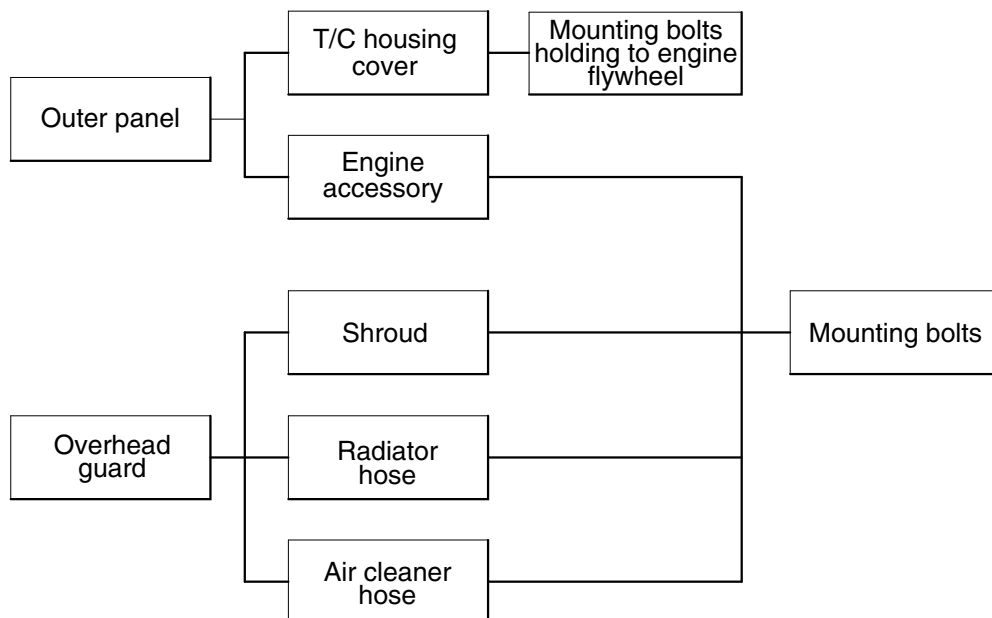 Outer panel
T/C housing
cover
Mounting bolts
holding to engine
flywheel
Engine
accessory
Shroud
Mounting bolts
Overhead
guard
Radiator
hose
Air cleaner
hose